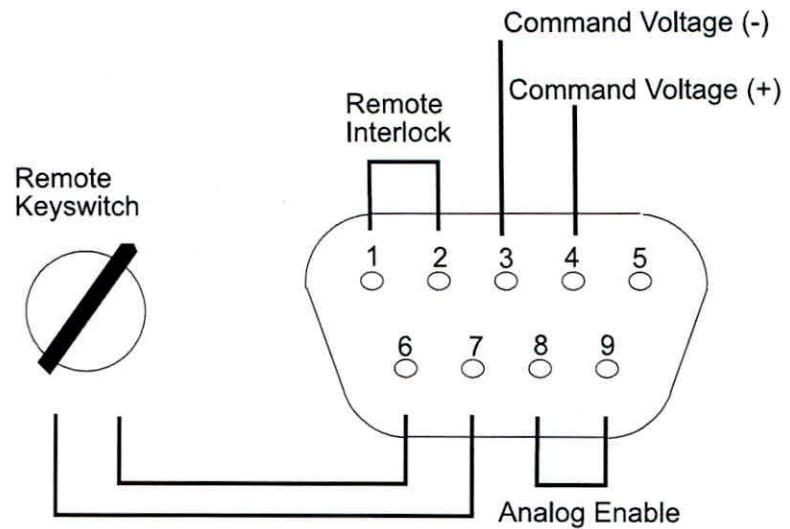 Command Voltage (-)
Command Voltage (+)
Remote
Interlock
Remote
Keyswitch
1 2 3 4 5
6 7 8 9
Analog Enable